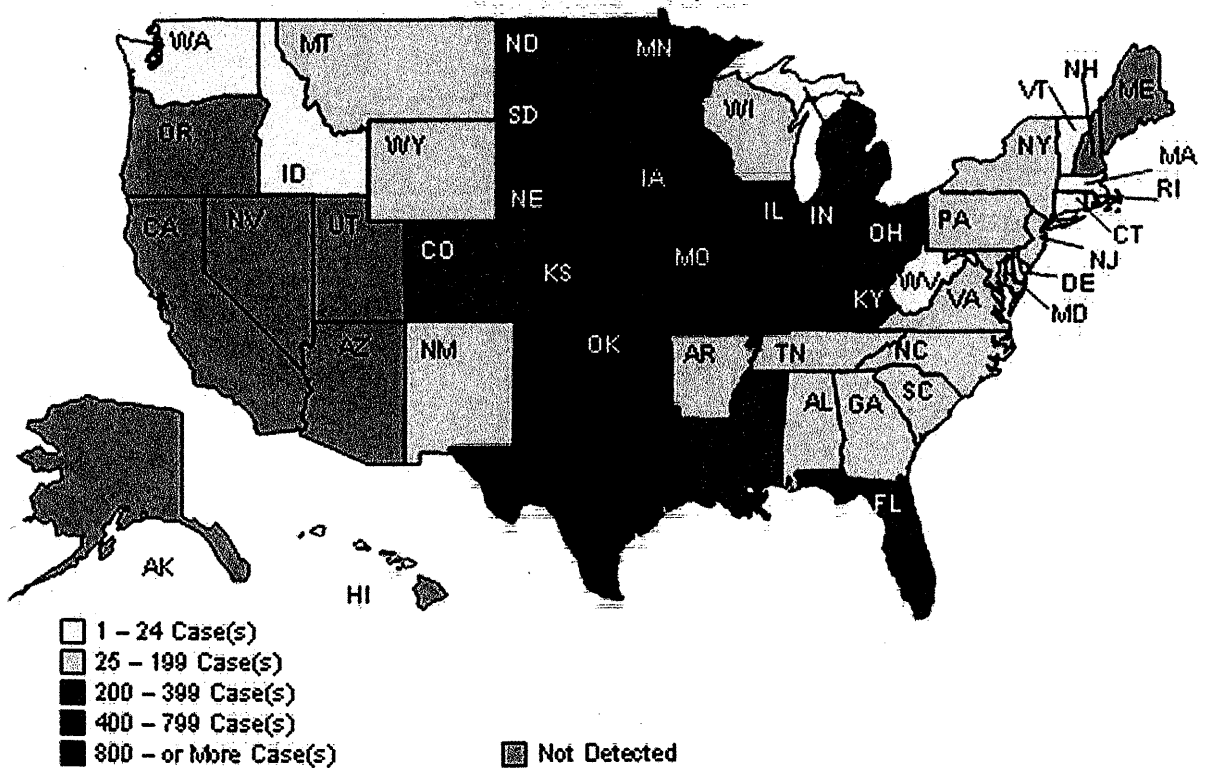 WA
MT
ND
MN
NH
ME
VT
OR
SD
WI
NY
WY
MA
ID
IA
RI
NE
IL
IN
PA
CA
NV
UT
CO
OH
CT
MO
NJ
KS
WV
DE
KY
VA
MD
AZ
NM
OK
AR
TN
NC
AL
GA
SC
FL
AK
HI
1 – 24 Case(s)
25 – 199 Case(s)
200 – 399 Case(s)
400 – 799 Case(s)
800 – or More Case(s)
Not Detected